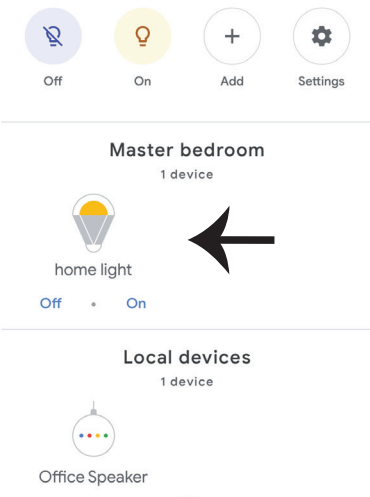 Off On Add Settings
Master bedroom
1 device
home light
Off • On
Local devices
1 device
Office Speaker